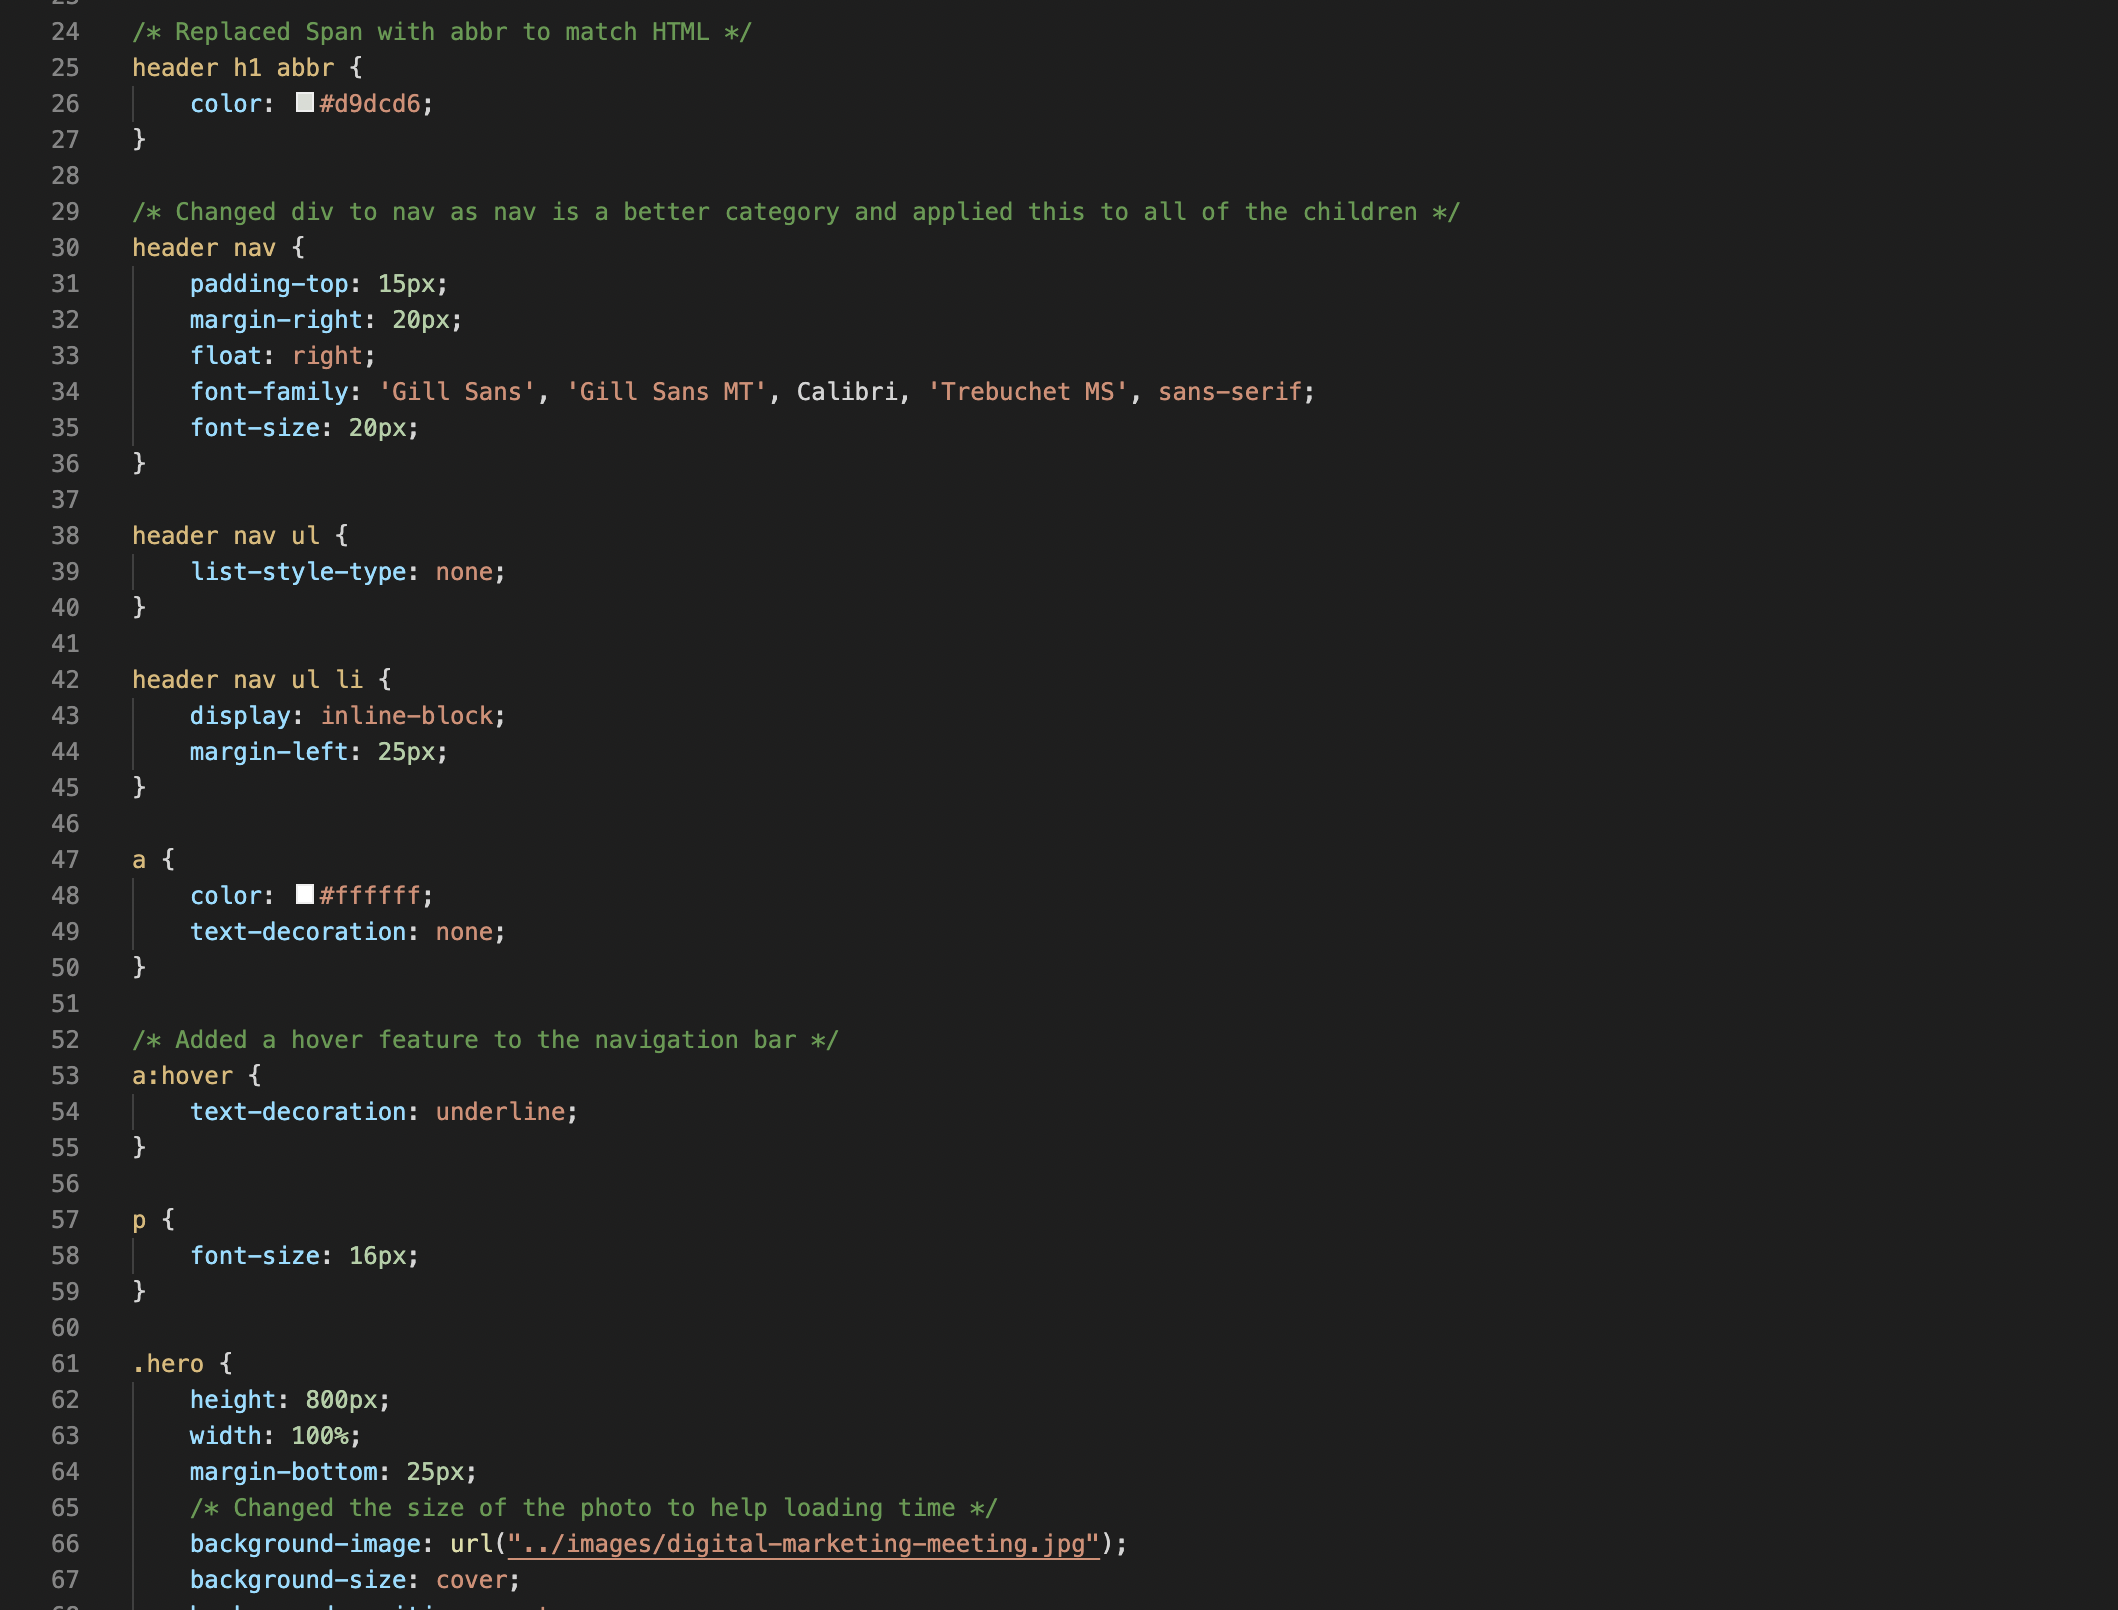 24 /* Replaced Span with abbr to match HTML */
25 header h1 abbr {
26     color: #d9dcd6;
27 }
28
29 /* Changed div to nav as nav is a better category and applied this to all of the children */
30 header nav {
31     padding-top: 15px;
32     margin-right: 20px;
33     float: right;
34     font-family: 'Gill Sans', 'Gill Sans MT', Calibri, 'Trebuchet MS', sans-serif;
35     font-size: 20px;
36 }
37
38 header nav ul {
39     list-style-type: none;
40 }
41
42 header nav ul li {
43     display: inline-block;
44     margin-left: 25px;
45 }
46
47 a {
48     color: #ffffff;
49     text-decoration: none;
50 }
51
52 /* Added a hover feature to the navigation bar */
53 a:hover {
54     text-decoration: underline;
55 }
56
57 p {
58     font-size: 16px;
59 }
60
61 .hero {
62     height: 800px;
63     width: 100%;
64     margin-bottom: 25px;
65     /* Changed the size of the photo to help loading time */
66     background-image: url("../images/digital-marketing-meeting.jpg");
67     background-size: cover;